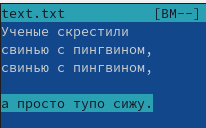 text.txt [BM--]
Ученые скрестили
свинью с пингвином,
свинью с пингвином,
а просто тупо сижу.